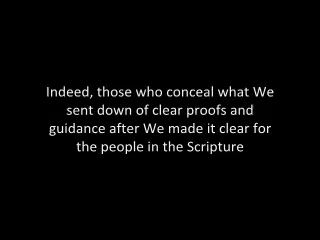 Indeed, those who conceal what We
sent down of clear proofs and
guidance after We made it clear for
the people in the Scripture